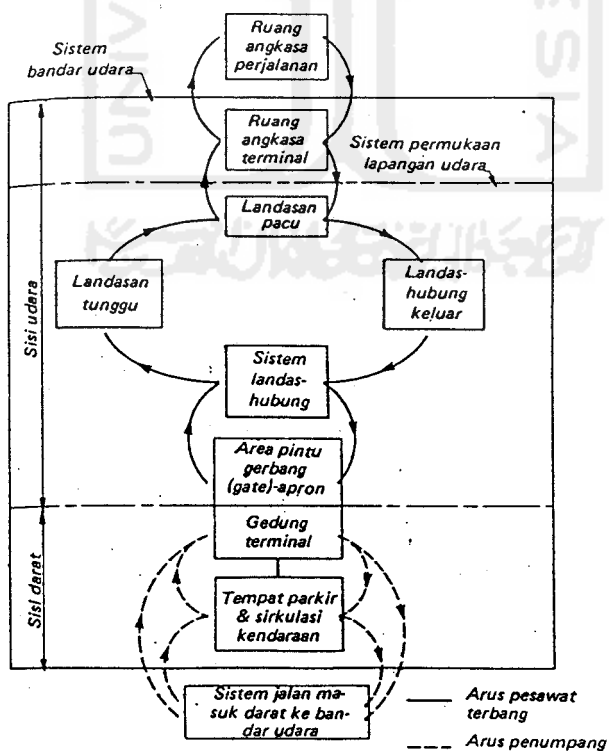 Ruang
angkasa
perjalanan
Sistem
bandar udara
Ruang
angkasa
terminal
Sistem permukaan
lapangan udara
Landasan
pacu
Landasan
tunggu
Landas-
hubung
keluar
Sisi udara
Sistem
landas-
hubung
Area pintu
gerbang
(gate)-apron
Gedung
terminal
Sisi darat
Tempat parkir
& sirkulasi
kendaraan
Sistem jalan ma-
suk darat ke ban-
dar udara
Arus pesawat
terbang
Arus penumpang